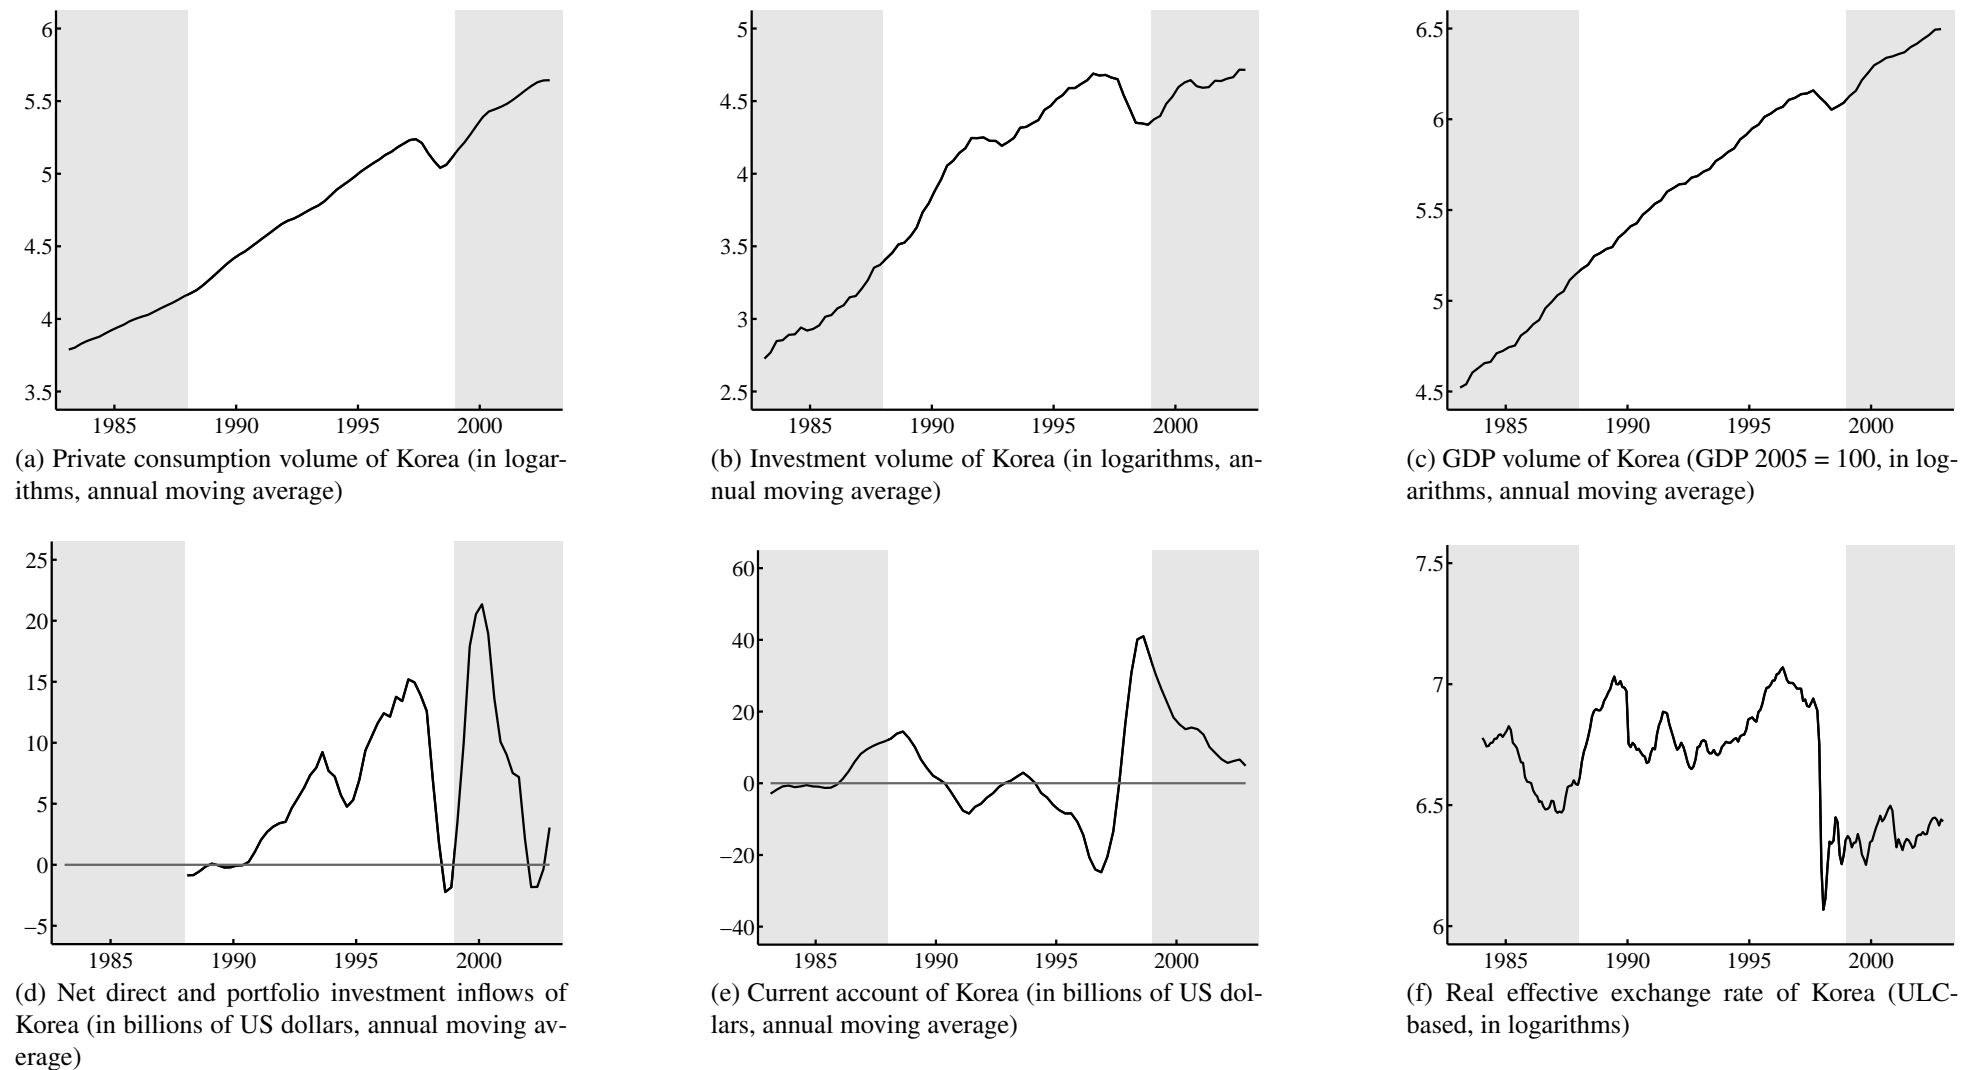 6
5.5
5
4.5
4
3.5
1985 1990 1995 2000
(a) Private consumption volume of Korea (in logar-
ithms, annual moving average)
5
4.5
4
3.5
3
2.5
1985 1990 1995 2000
(b) Investment volume of Korea (in logarithms, an-
nual moving average)
6.5
6
5.5
5
4.5
1985 1990 1995 2000
(c) GDP volume of Korea (GDP 2005 = 100, in log-
arithms, annual moving average)
25
20
15
10
5
0
−5
1985 1990 1995 2000
(d) Net direct and portfolio investment inflows of
Korea (in billions of US dollars, annual moving av-
erage)
60
40
20
0
−20
−40
1985 1990 1995 2000
(e) Current account of Korea (in billions of US dol-
lars, annual moving average)
7.5
7
6.5
6
1985 1990 1995 2000
(f) Real effective exchange rate of Korea (ULC-
based, in logarithms)